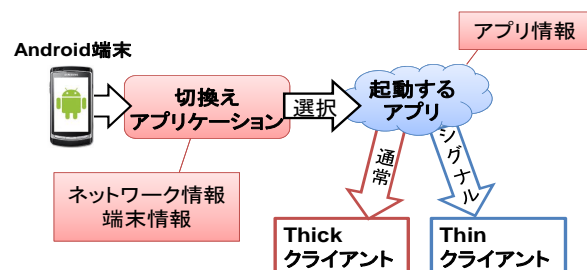 アプリ情報
Android端末
切換え
アプリケーション
選択
起動する
アプリ
通常
シグナル
ネットワーク情報
端末情報
Thick
クライアント
Thin
クライアント